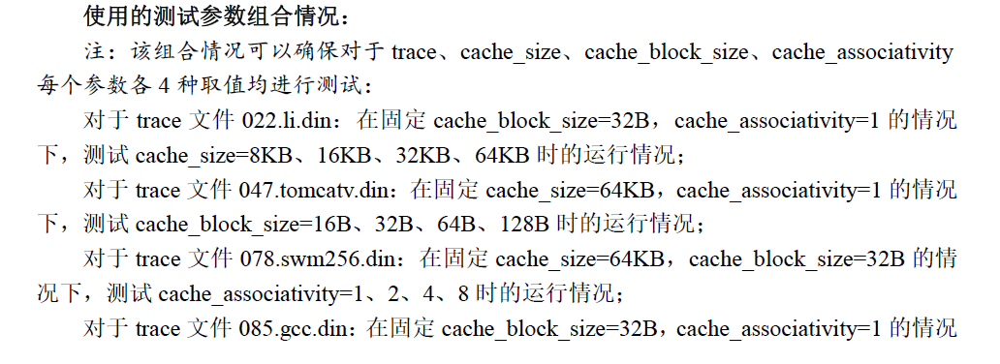 使用的测试参数组合情况：
注：该组合情况可以确保对于 trace、cache_size、cache_block_size、cache_associativity
每个参数各 4 种取值均进行测试：
对于 trace 文件 022.li.din：在固定 cache_block_size=32B，cache_associativity=1 的情况
下，测试 cache_size=8KB、16KB、32KB、64KB 时的运行情况；
对于 trace 文件 047.tomcatv.din：在固定 cache_size=64KB，cache_associativity=1 的情况
下，测试 cache_block_size=16B、32B、64B、128B 时的运行情况；
对于 trace 文件 078.swm256.din：在固定 cache_size=64KB，cache_block_size=32B 的情
况下，测试 cache_associativity=1、2、4、8 时的运行情况；
对于 trace 文件 085.gcc.din：在固定 cache_block_size=32B，cache_associativity=1 的情况